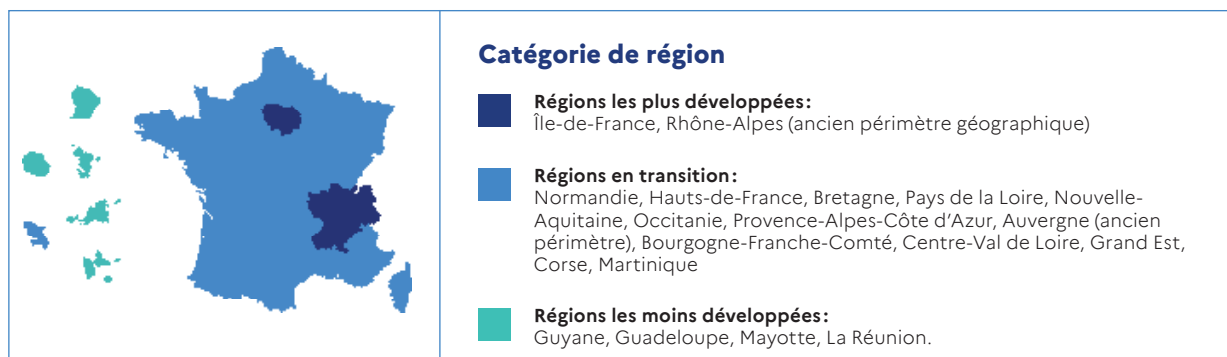 Catégorie de région
Régions les plus développées:
Île-de-France, Rhône-Alpes (ancien périmètre géographique)
Régions en transition:
Normandie, Hauts-de-France, Bretagne, Pays de la Loire, Nouvelle-
Aquitaine, Occitanie, Provence-Alpes-Côte d’Azur, Auvergne (ancien
périmètre), Bourgogne-Franche-Comté, Centre-Val de Loire, Grand Est,
Corse, Martinique
Régions les moins développées:
Guyane, Guadeloupe, Mayotte, La Réunion.